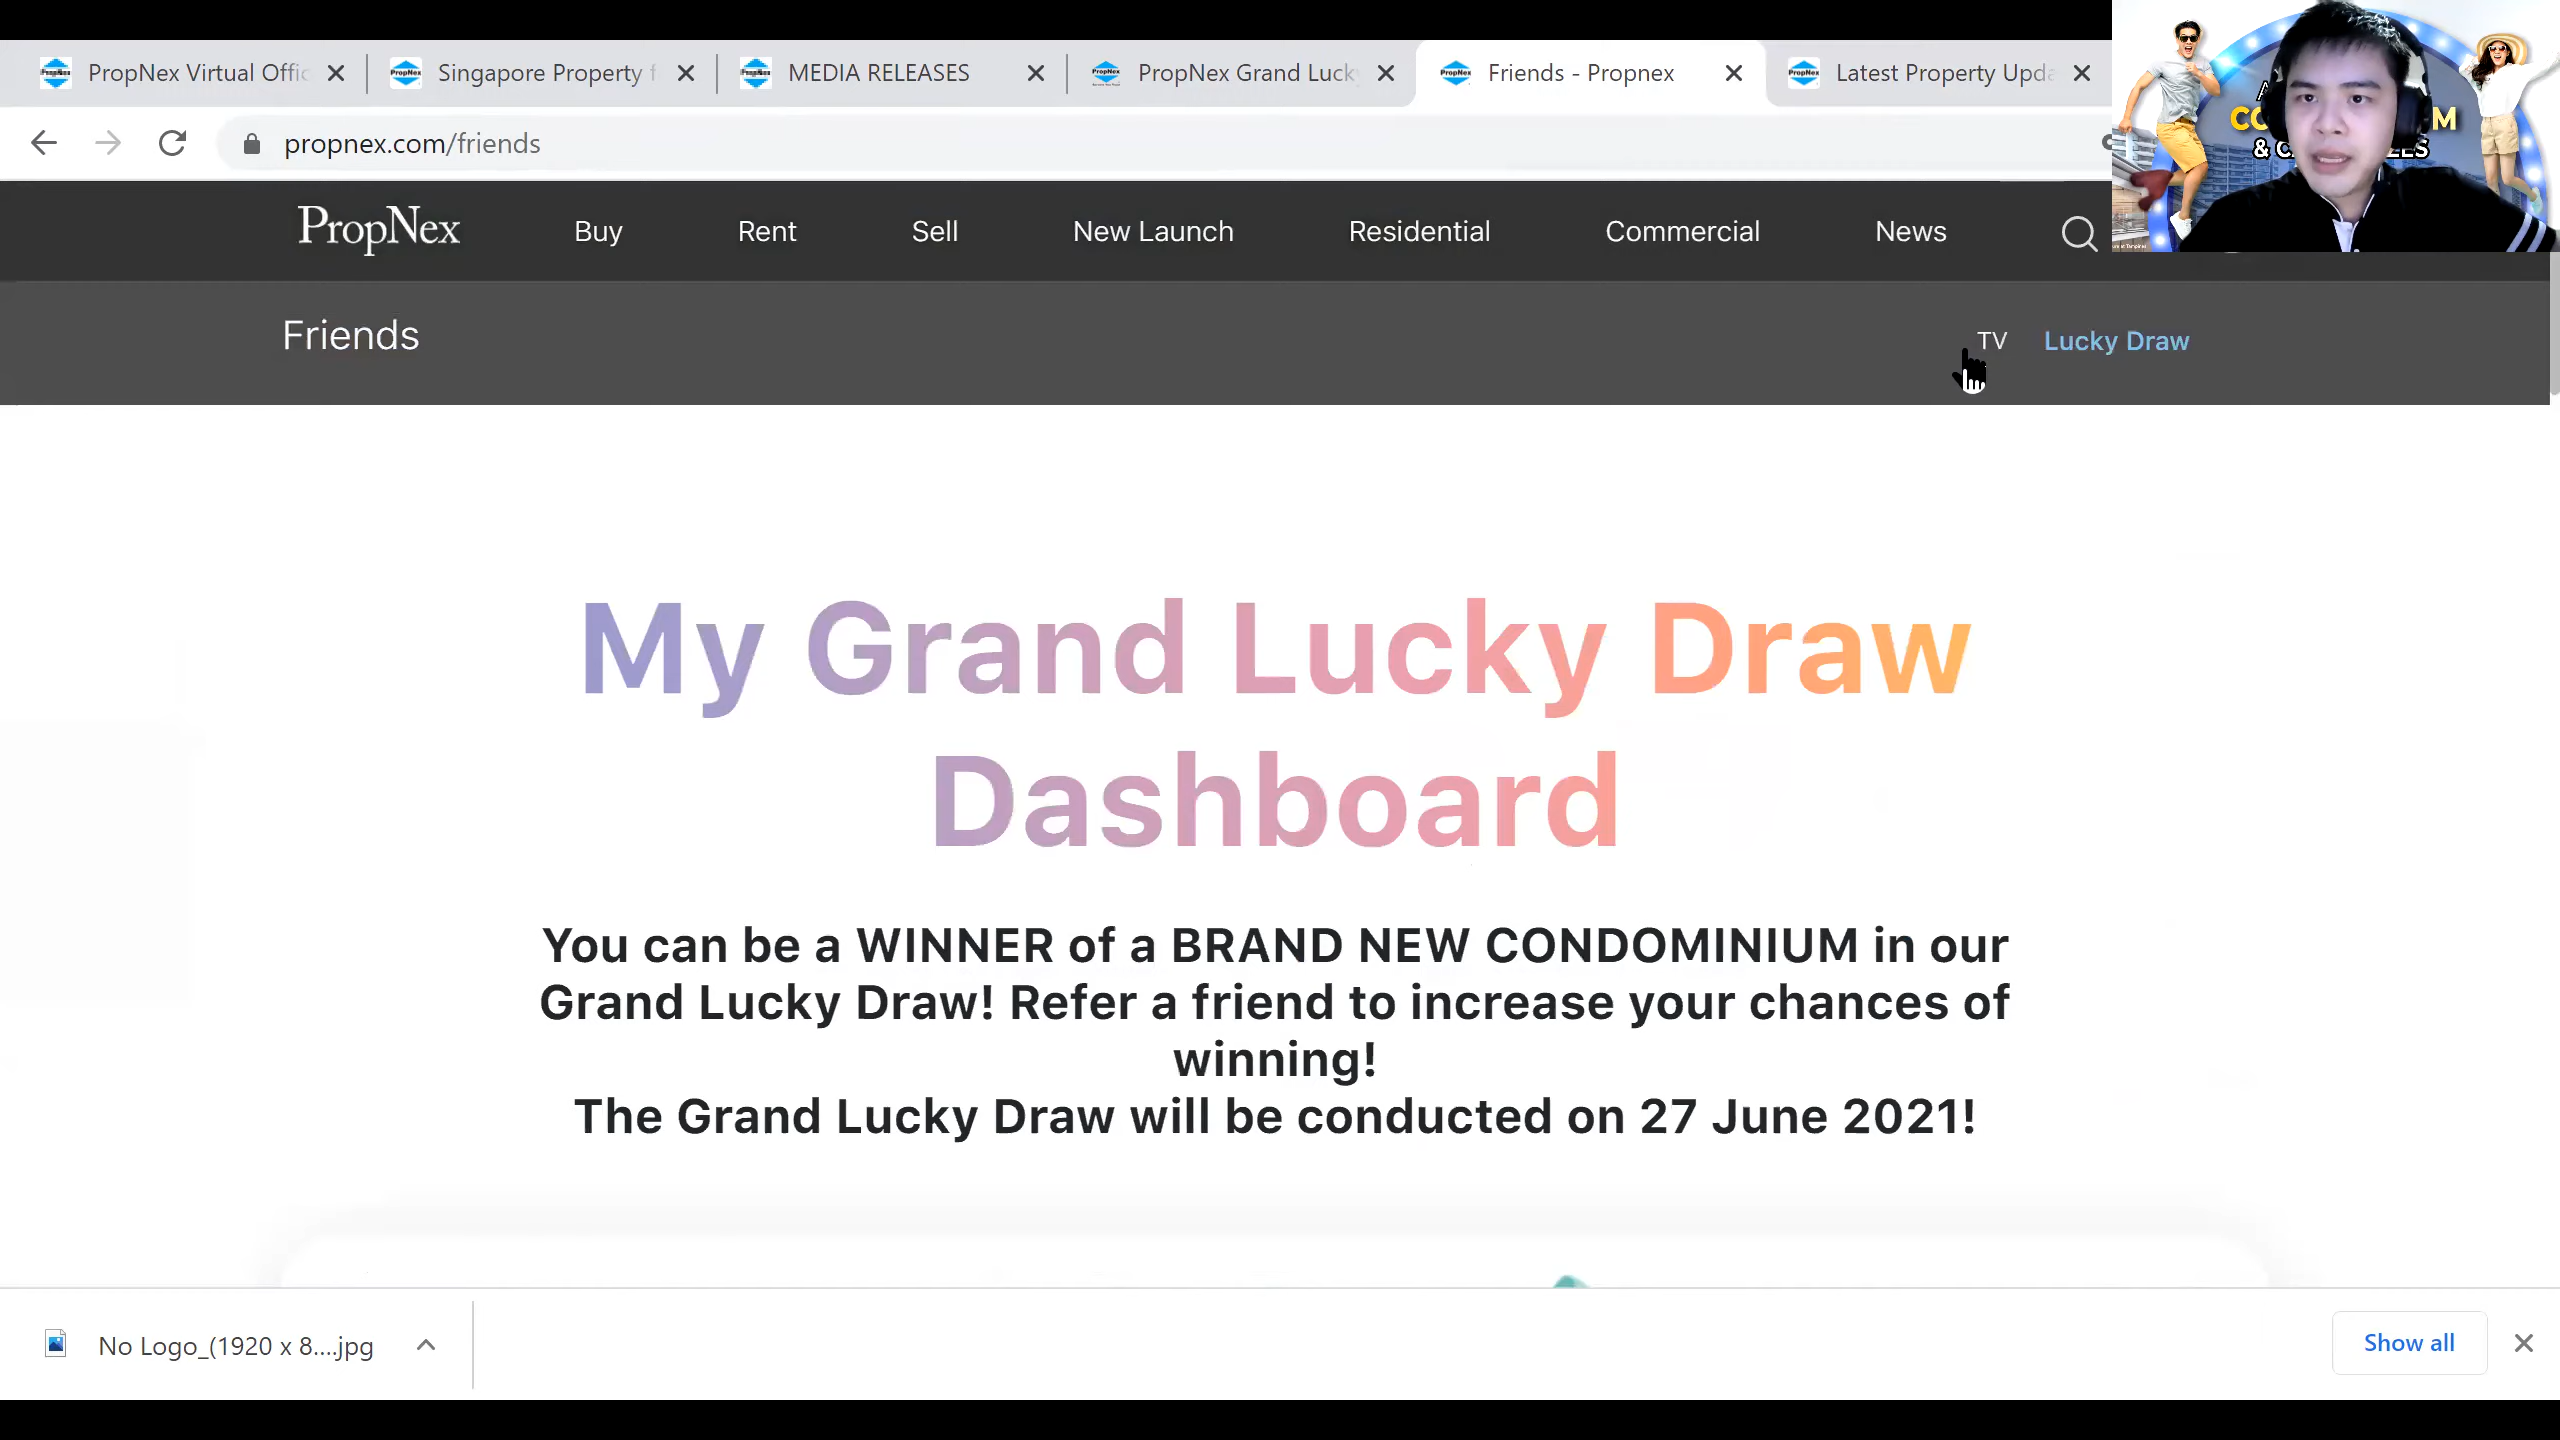 PropNex Virtual Offic
Singapore Property f
MEDIA RELEASES
PropNex Grand Luck
Friends - Propnex
Latest Property Upda
propnex.com/friends
PropNex
Buy
Rent
Sell
New Launch
Residential
Commercial
News
Friends
TV
Lucky Draw
My Grand Lucky Draw
Dashboard
You can be a WINNER of a BRAND NEW CONDOMINIUM in our
Grand Lucky Draw! Refer a friend to increase your chances of
winning!
The Grand Lucky Draw will be conducted on 27 June 2021!
No Logo_(1920 x 8....jpg
Show all